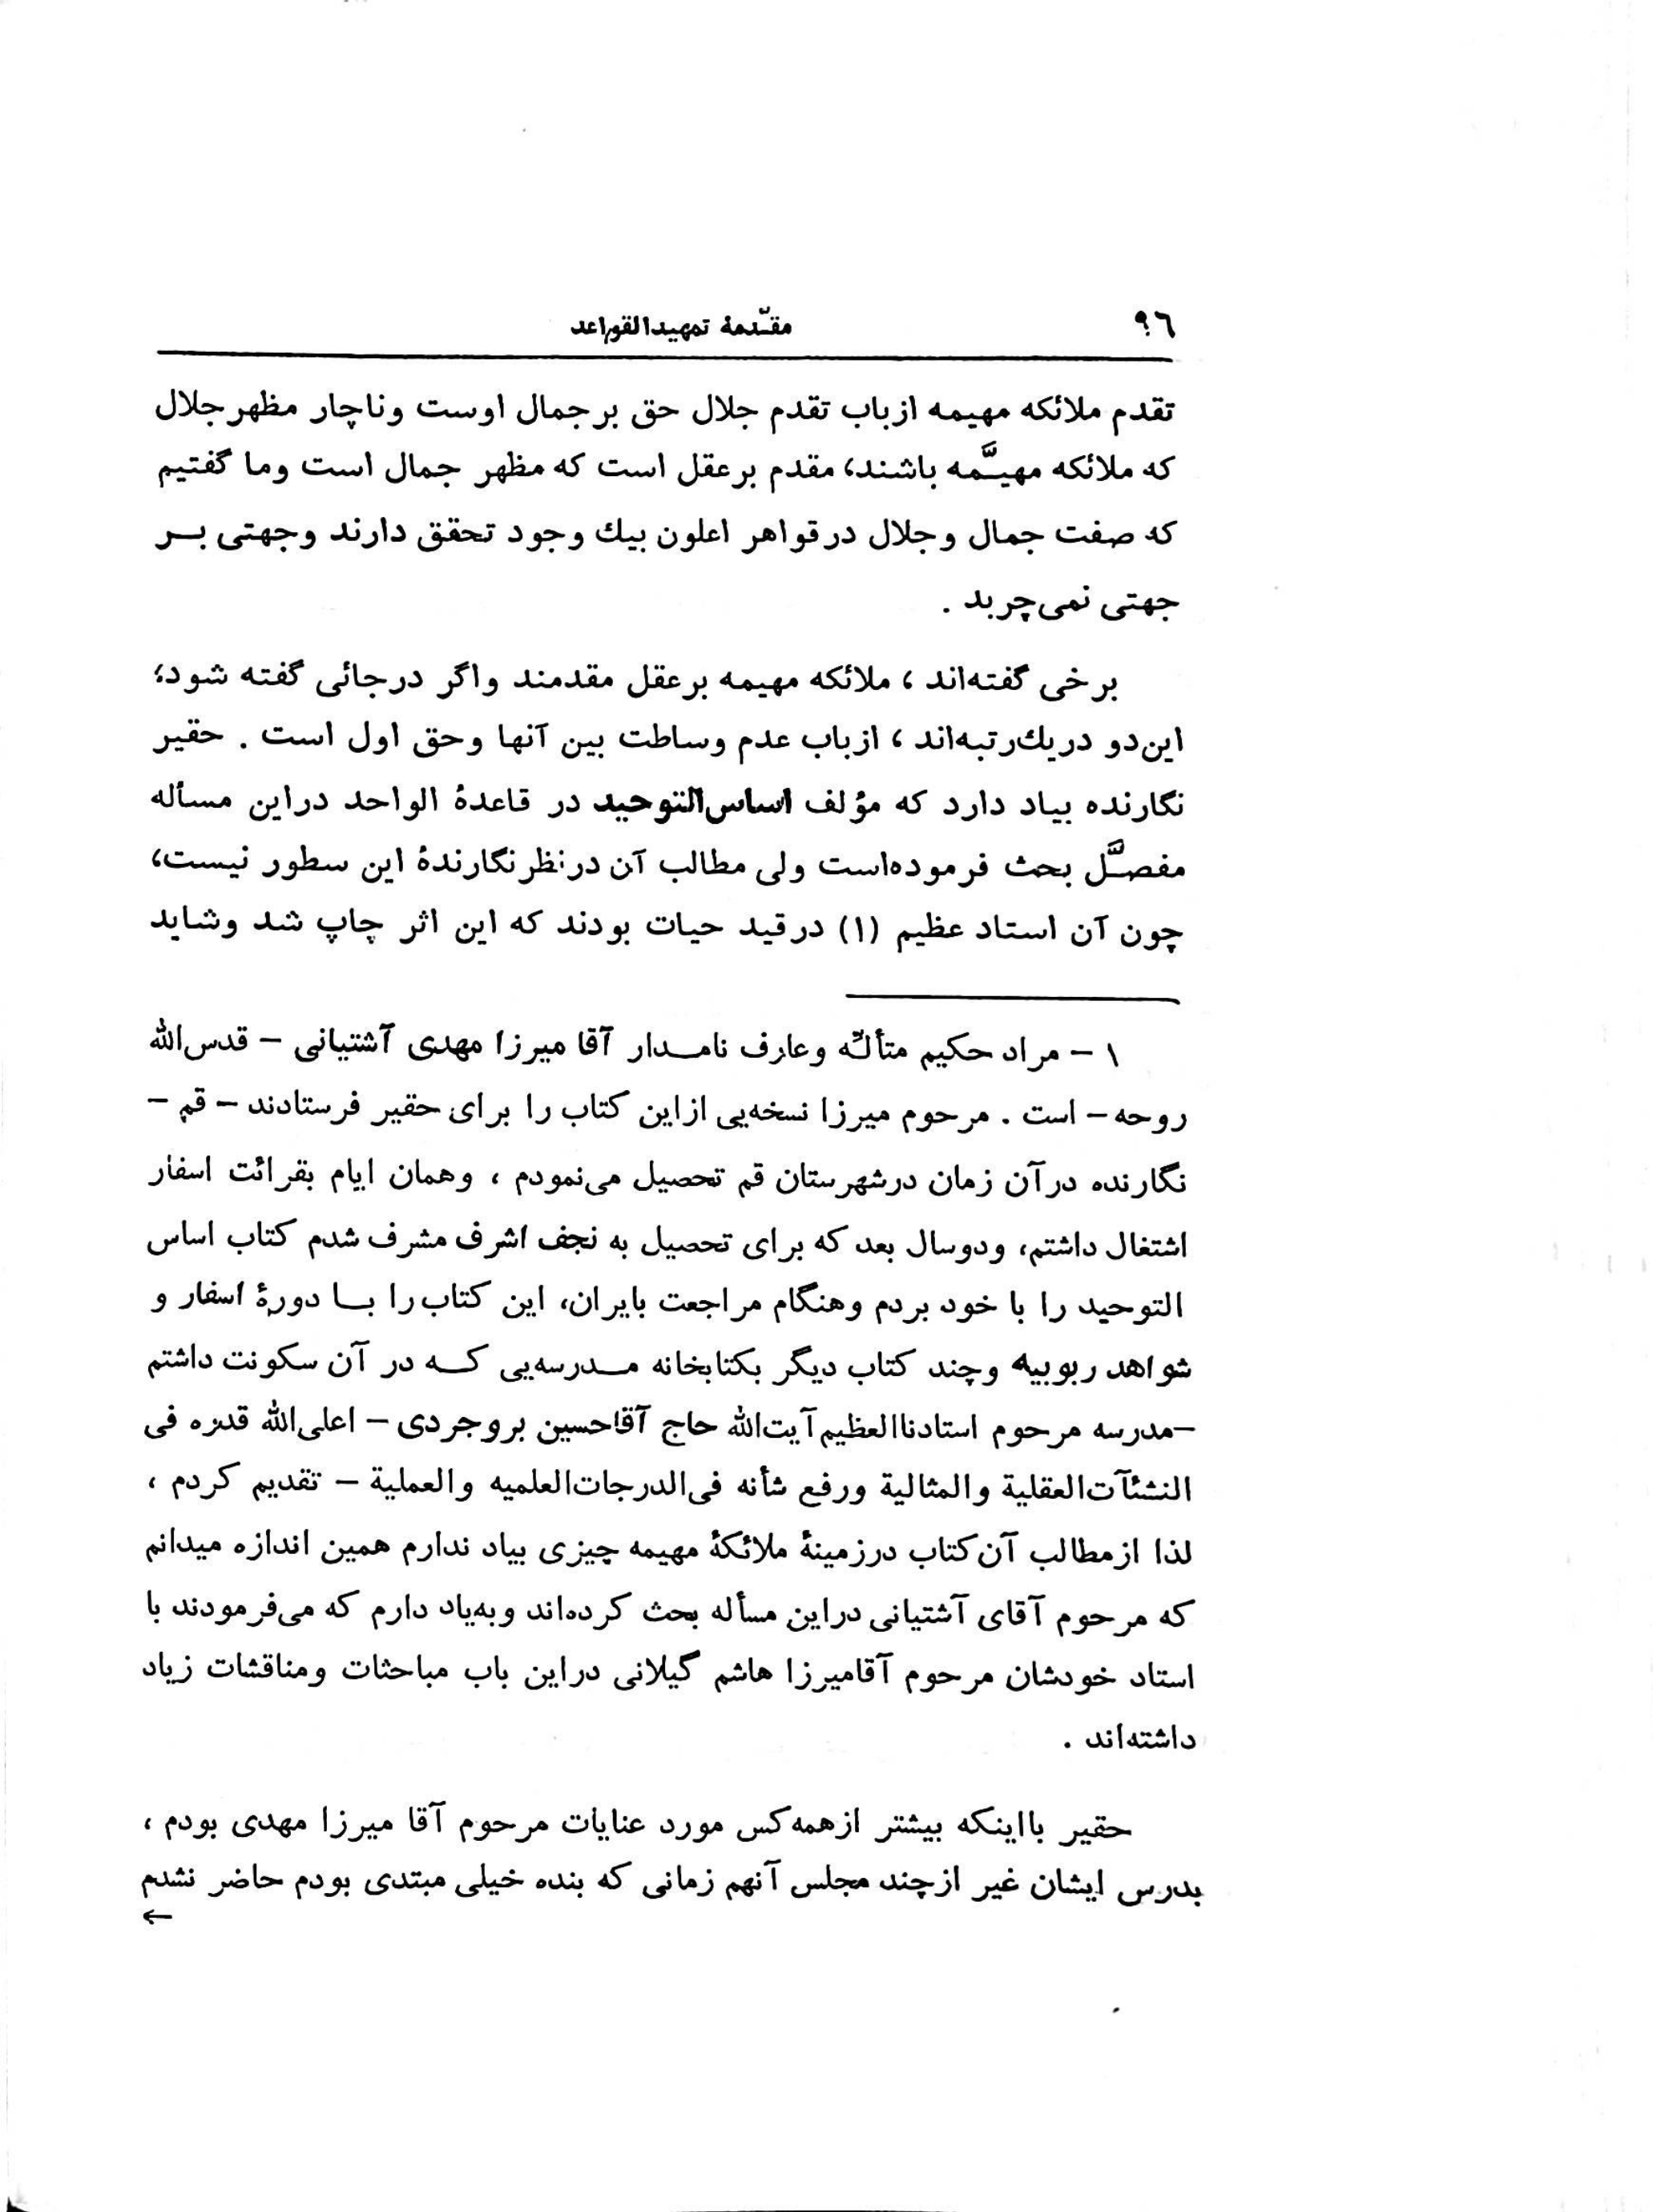 ۹٦ مقدّمهٔ تمهیدالقواعد
تقدم ملائکه مهیمه ازباب تقدم جلال حق برجمال اوست وناچار مظهرجلال
که ملائکه مهیَّمه باشند، مقدم برعقل است که مظهر جمال است وما گفتیم
که صفت جمال وجلال درقواهر اعلون بیك وجود تحقق دارند وجهتی بـر
جهتی نمی‌چربد .
برخی گفته‌اند ، ملائکه مهیمه برعقل مقدمند واگر درجائی گفته شود؛
این‌دو دریك‌رتبه‌اند ، ازباب عدم وساطت بین آنها وحق اول است . حقیر
نگارنده بیاد دارد که مؤلف اساس‌التوحید در قاعدهٔ الواحد دراین مسأله
مفصَّل بحث فرموده‌است ولی مطالب آن درنظرنگارندهٔ این سطور نیست،
چون آن استاد عظیم (۱) درقید حیات بودند که این اثر چاپ شد وشاید
۱ – مراد حکیم متألّه وعارف نامـدار آقا میرزا مهدی آشتیانی – قدس‌الله
روحه – است . مرحوم میرزا نسخه‌یی ازاین کتاب را برای حقیر فرستادند – قم –
نگارنده درآن زمان درشهرستان قم تحصیل می‌نمودم ، وهمان ایام بقرائت اسفار
اشتغال داشتم، ودوسال بعد که برای تحصیل به نجف اشرف مشرف شدم کتاب اساس
التوحید را با خود بردم وهنگام مراجعت بایران، این کتاب‌را بـا دورهٔ اسفار و
شواهد ربوبیه وچند کتاب دیگر بکتابخانه مـدرسه‌یی کـه در آن سکونت داشتم
–مدرسه مرحوم استادناالعظیم آیت‌الله حاج آقاحسین بروجردی – اعلی‌الله قدره فی
النشئآت‌العقلیة والمثالیة ورفع شأنه فی‌الدرجات‌العلمیه والعملیة – تقدیم کردم ،
لذا ازمطالب آن‌کتاب درزمینهٔ ملائکهٔ مهیمه چیزی بیاد ندارم همین اندازه میدانم
که مرحوم آقای آشتیانی دراین مسأله بحث کرده‌اند وبه‌یاد دارم که می‌فرمودند با
استاد خودشان مرحوم آقامیرزا هاشم گیلانی دراین باب مباحثات ومناقشات زیاد
داشته‌اند .
حقیر بااینکه بیشتر ازهمه‌کس مورد عنایات مرحوم آقا میرزا مهدی بودم ،
بدرس ایشان غیر ازچند مجلس آنهم زمانی که بنده خیلی مبتدی بودم حاضر نشدم
←